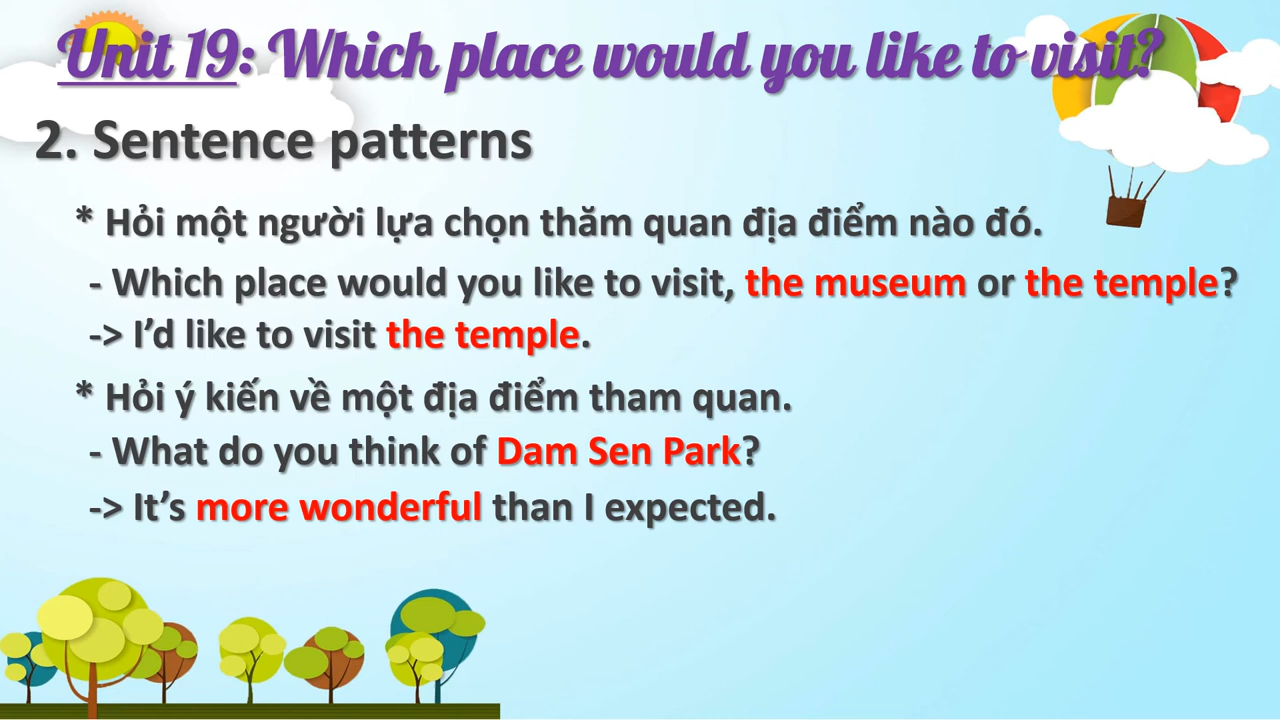 Unit 19: Which place would you like to visit?
2. Sentence patterns
* Hỏi một người lựa chọn thăm quan địa điểm nào đó.
- Which place would you like to visit, the museum or the temple?
-> I’d like to visit the temple.
* Hỏi ý kiến về một địa điểm tham quan.
- What do you think of Dam Sen Park?
-> It’s more wonderful than I expected.